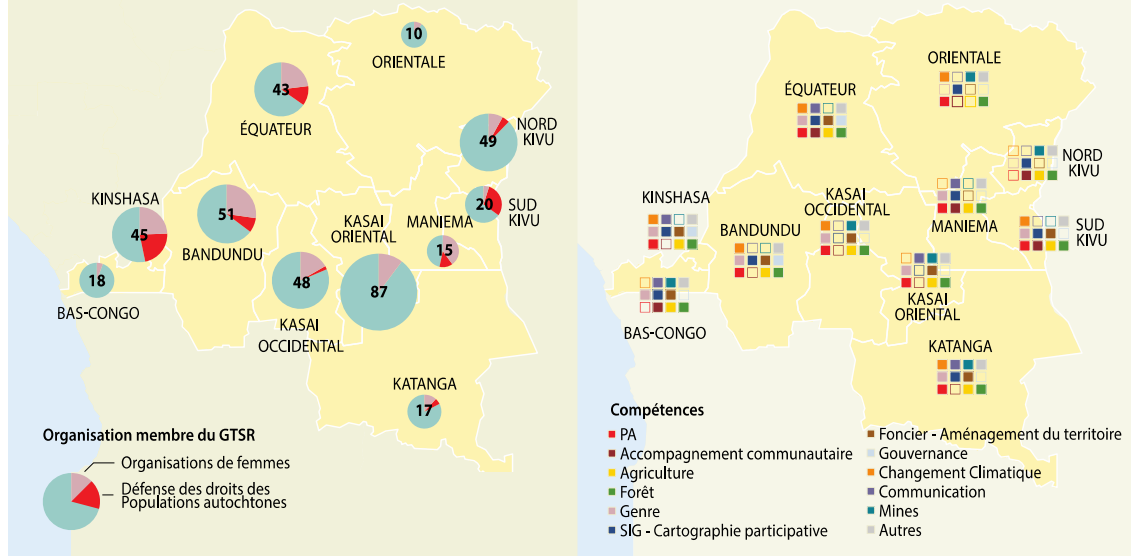 10
ORIENTALE
43
ÉQUATEUR
49
NORD
KIVU
KINSHASA
45
51
BANDUNDU
20
SUD
KIVU
KASAI
ORIENTAL
MANIEMA
15
18
BAS-CONGO
48
KASAI
OCCIDENTAL
87
KATANGA
17
Organisation membre du GTSR
Organisations de femmes
Défense des droits des
Populations autochtones
ORIENTALE
ÉQUATEUR
NORD
KIVU
KINSHASA
KASAI
OCCIDENTAL
BANDUNDU
MANIEMA
SUD
KIVU
BAS-CONGO
KASAI
ORIENTAL
KATANGA
Compétences
PA
Accompagnement communautaire
Agriculture
Forêt
Genre
SIG - Cartographie participative
Foncier - Aménagement du territoire
Gouvernance
Changement Climatique
Communication
Mines
Autres